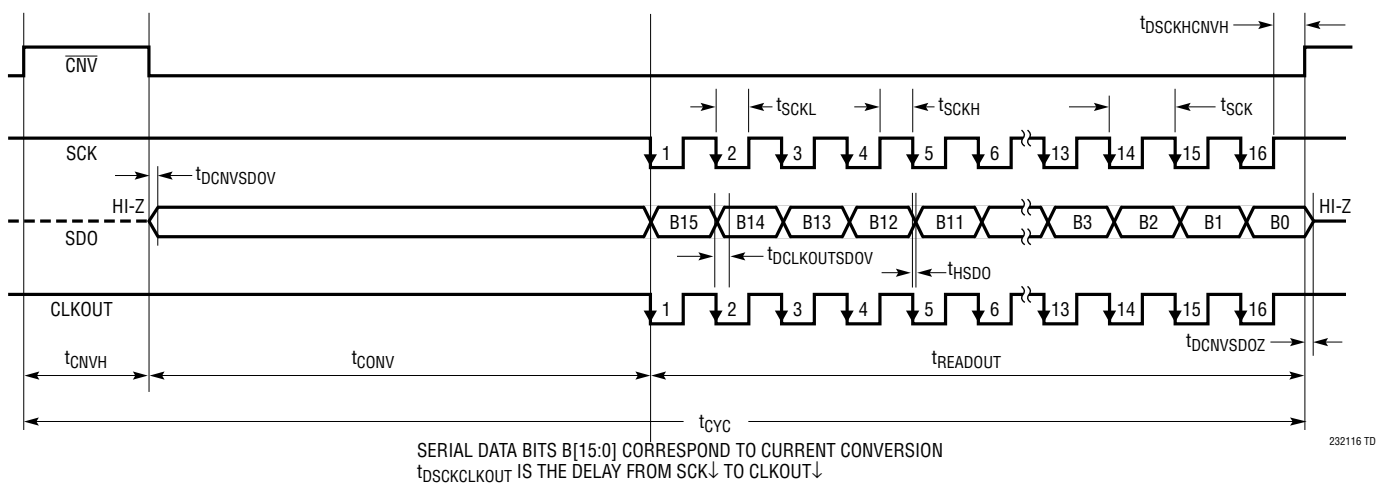 tDSCKHCNVH
CNV
tSCKL
tSCKH
tSCK
SCK
1 2 3 4 5 6 13 14 15 16
tDCNVSDOV
HI-Z
SDO
B15 B14 B13 B12 B11 B3 B2 B1 B0
HI-Z
tDCLKOUTSDOV
tHSDO
CLKOUT
1 2 3 4 5 6 13 14 15 16
tDCNVSDOZ
tCNVH
tCONV
tREADOUT
tCYC
SERIAL DATA BITS B[15:0] CORRESPOND TO CURRENT CONVERSION
tDSCKCLKOUT IS THE DELAY FROM SCK↓ TO CLKOUT↓
232116 TD